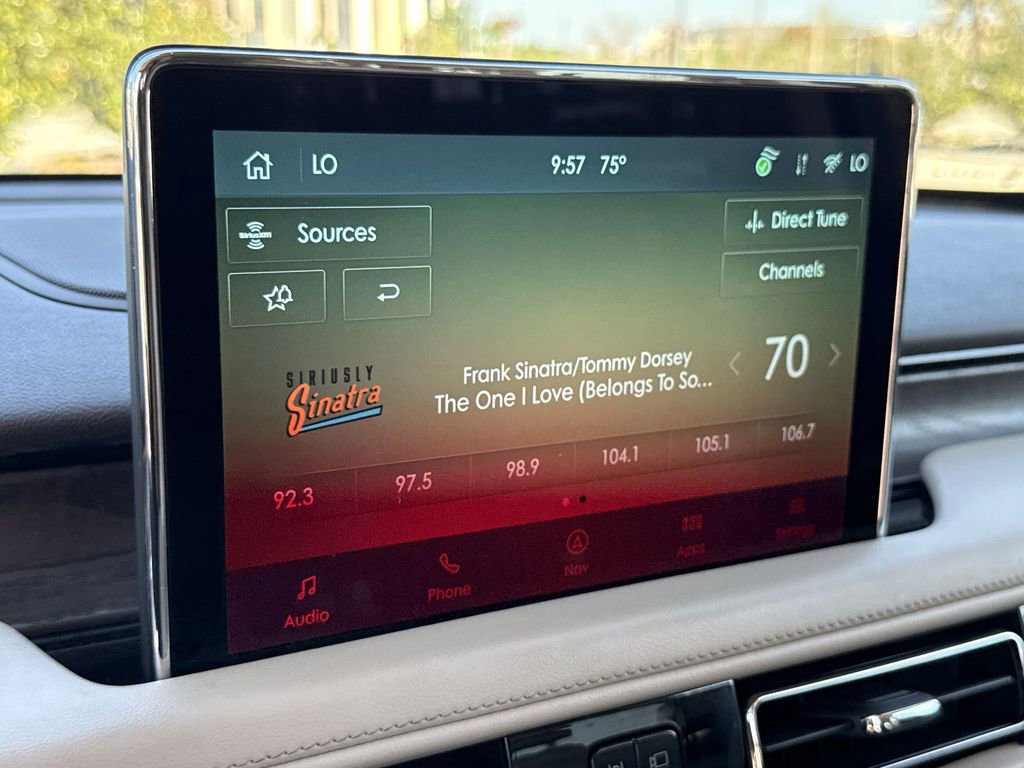 LO
9:57 75°
LO
SiriusXM
Sources
Direct Tune
Channels
SIRIUSLY
Sinatra
Frank Sinatra/Tommy Dorsey
The One I Love (Belongs To So...
70
92.3
97.5
98.9
104.1
105.1
106.7
Audio
Phone
Nav
Apps
Settings